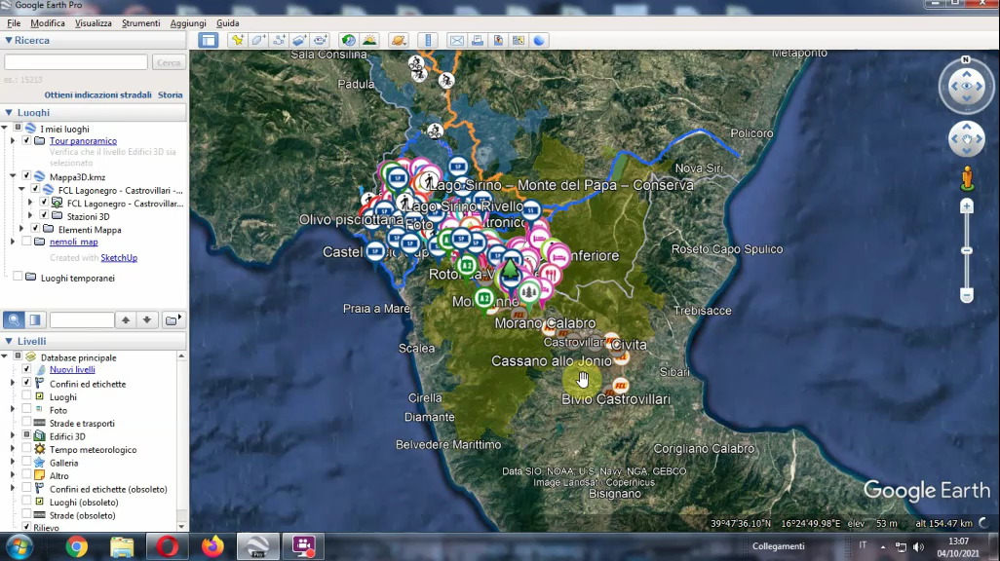 Google Earth Pro
File Modifica Visualizza Strumenti Aggiungi Guida
Ricerca
Cerca
es.: 15213
Ottieni indicazioni stradali Storia
Luoghi
I miei luoghi
Tour panoramico
Verifica che il livello Edifici 3D sia
selezionato
Mappa3D.kmz
FCL Lagonegro - Castrovillari -
FCL Lagonegro - Castrovillar...
Stazioni 3D
Elementi Mappa
nemoli_map
Created with SketchUp
Luoghi temporanei
Livelli
Database principale
Nuovi livelli
Confini ed etichette
Luoghi
Foto
Strade e trasporti
Edifici 3D
Tempo meteorologico
Galleria
Altro
Confini ed etichette (obsoleto)
Luoghi (obsoleto)
Strade (obsoleto)
Rilievo
Sala Consilina
Metaponto
Padula
Policoro
Nova Siri
Lago Sirino – Monte del Papa – Conserva
Lago Sirino Rivello
Olivo pisciottana
Foto
Castel
Roseto Capo Spulico
Praia a Mare
Morano Calabro
Trebisacce
Castrovillari
Civita
Scalea
Cassano allo Jonio
Sibari
Cirella
Bivio Castrovillari
Diamante
Belvedere Marittimo
Corigliano Calabro
Data SIO, NOAA, U.S. Navy, NGA, GEBCO
Image Landsat / Copernicus
Bisignano
Google Earth
39°47'36.10"N 16°24'49.98"E elev 53 m alt 154.47 km
Collegamenti
IT
13:07
04/10/2021